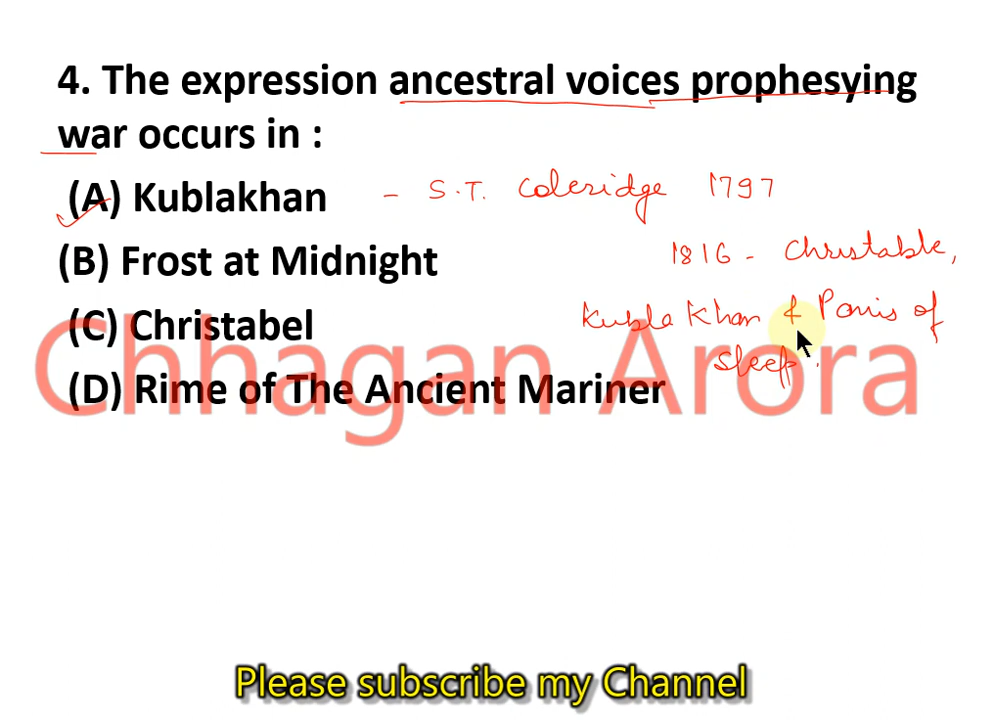 4. The expression ancestral voices prophesying
war occurs in :
(A) Kublakhan - S.T. Coleridge 1797
1816 - Christable,
(B) Frost at Midnight
Kubla Khan & Panis of
(C) Christabel
sleep.
Chhagan Arora
(D) Rime of The Ancient Mariner
Please subscribe my Channel